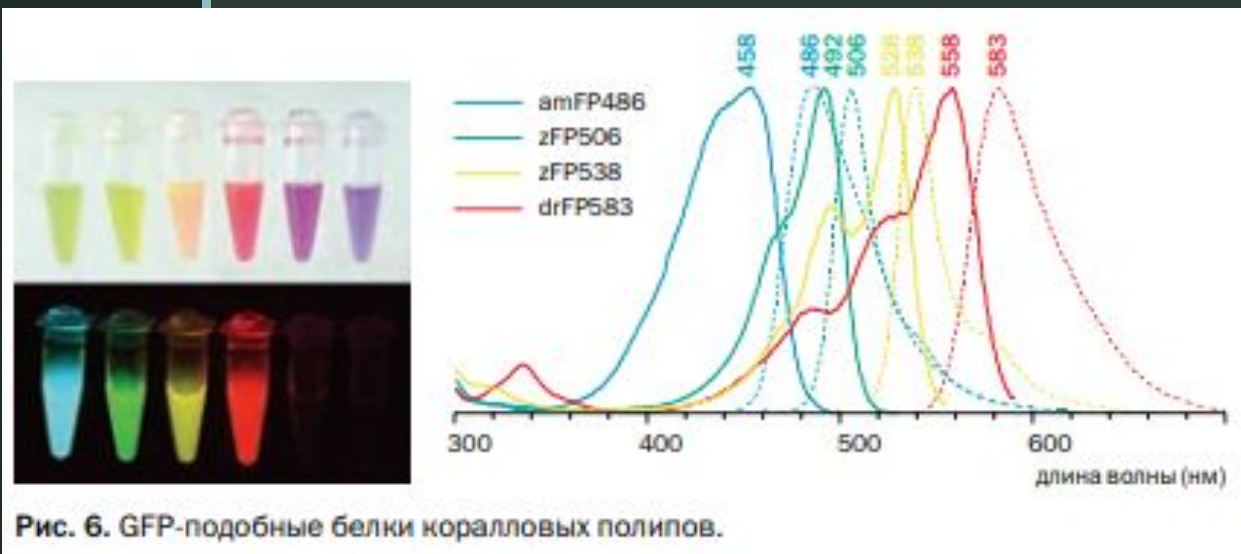 458
486
492
506
528
538
558
583
amFP486
zFP506
zFP538
drFP583
300 400 500 600
длина волны (нм)
Рис. 6. GFP-подобные белки коралловых полипов.